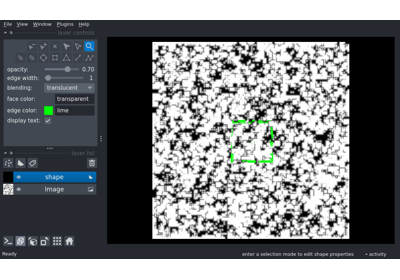 File View Window Plugins Help
layer controls
opacity: 0.70
edge width: 1
blending: translucent
face color: transparent
edge color: lime
display text:
layer list
shape
Image
Ready enter a selection mode to edit shape properties activity